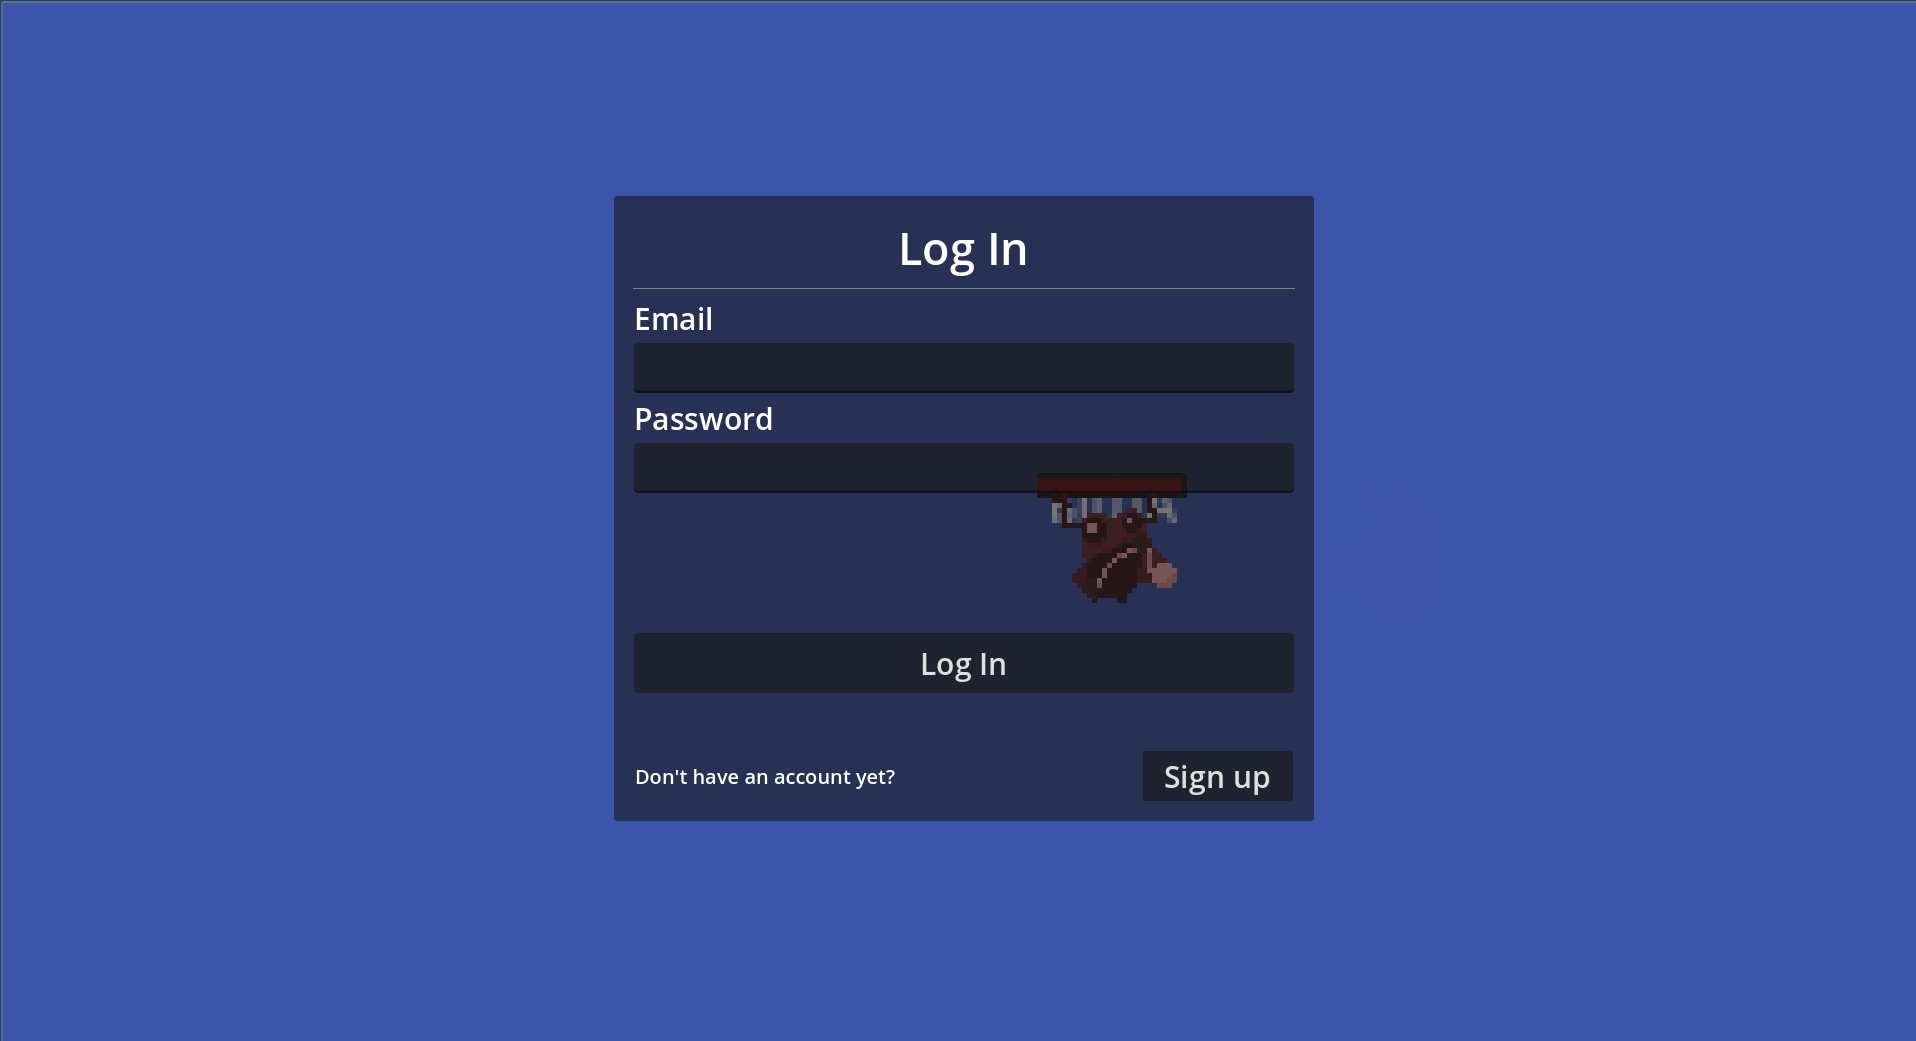 Log In
Email
Password
Log In
Don't have an account yet?
Sign up